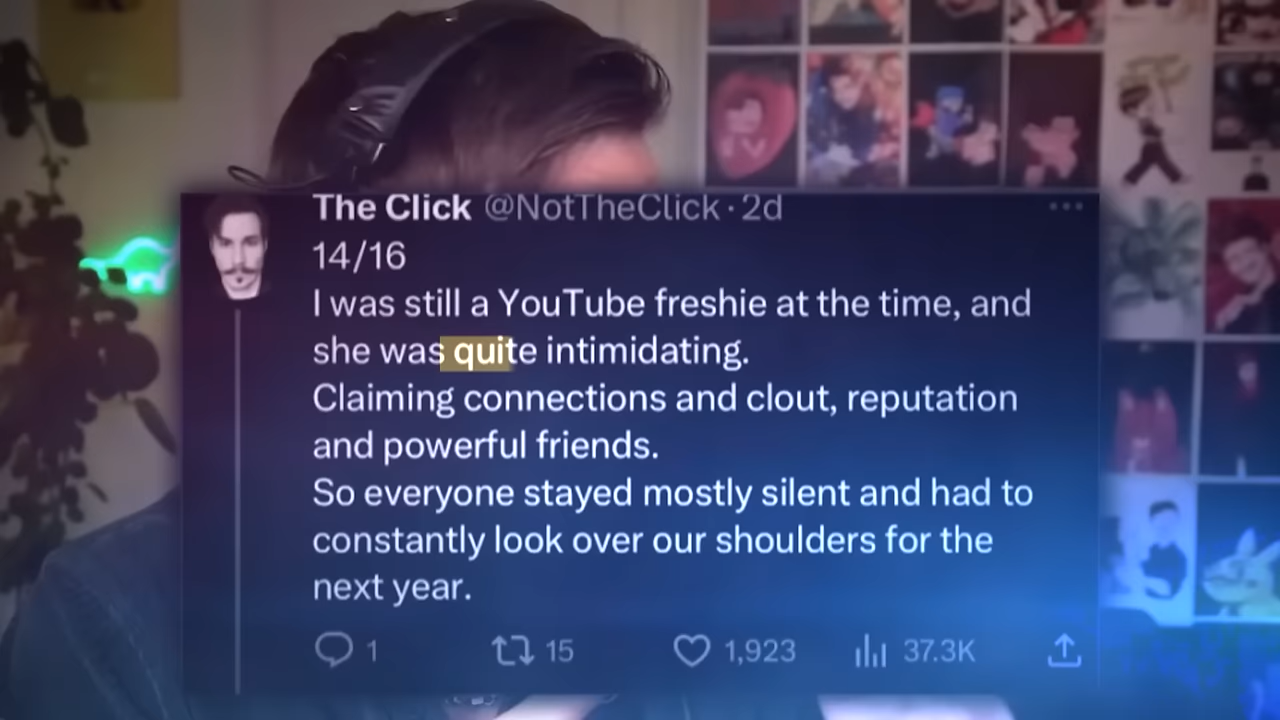 The Click @NotTheClick · 2d
14/16
I was still a YouTube freshie at the time, and
she was quite intimidating.
Claiming connections and clout, reputation
and powerful friends.
So everyone stayed mostly silent and had to
constantly look over our shoulders for the
next year.
1 15 1,923 37.3K